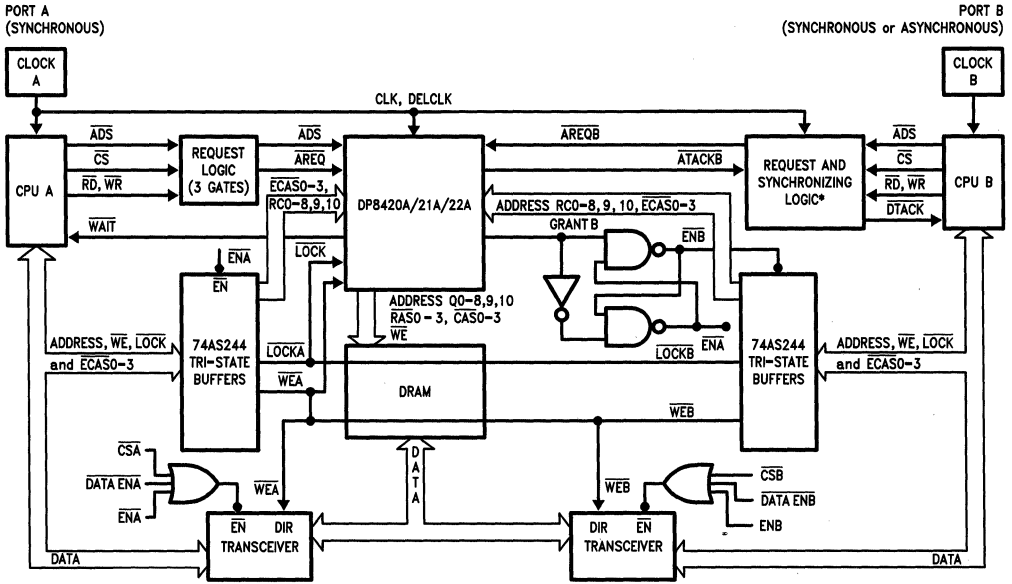 PORT A
(SYNCHRONOUS)
PORT B
(SYNCHRONOUS or ASYNCHRONOUS)
CLOCK
A
CLOCK
B
CLK, DELCLK
CPU A
ADS
CS
RD, WR
WAIT
REQUEST
LOGIC
(3 GATES)
ADS
AREQ
ECAS0-3,
RC0-8,9,10
LOCK
DP8420A/21A/22A
AREQB
ATACKB
ADDRESS RC0-8, 9, 10, ECAS0-3
GRANT B
ENB
ENA
REQUEST AND
SYNCHRONIZING
LOGIC*
ADS
CS
RD, WR
DTACK
CPU B
ENA
EN
74AS244
TRI-STATE
BUFFERS
ADDRESS, WE, LOCK
and ECAS0-3
LOCKA
WEA
ADDRESS Q0-8,9,10
RAS0-3, CAS0-3
WE
DRAM
LOCKB
WEB
74AS244
TRI-STATE
BUFFERS
ADDRESS, WE, LOCK
and ECAS0-3
CSA
DATA ENA
ENA
WEA
DATA
WEB
CSB
DATA ENB
ENB
EN DIR
TRANSCEIVER
DIR EN
TRANSCEIVER
DATA
DATA